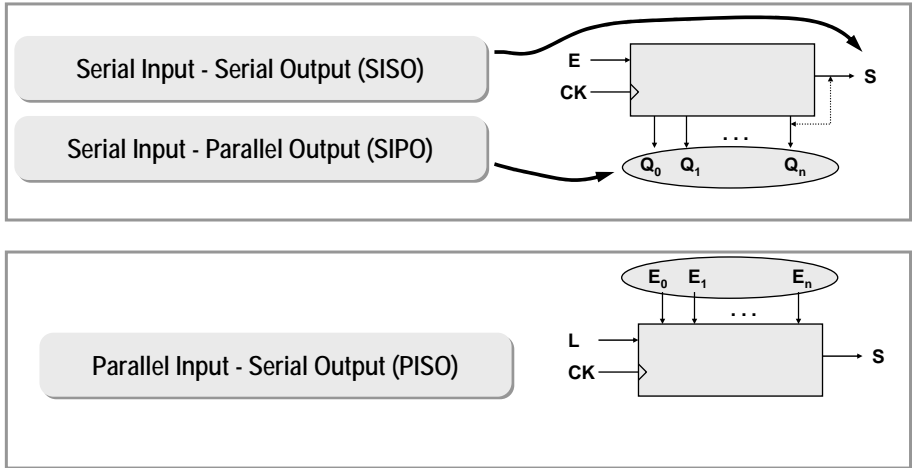 Serial Input - Serial Output (SISO)
E
CK
S
Serial Input - Parallel Output (SIPO)
. . .
Q0 Q1 Qn
E0 E1 En
. . .
Parallel Input - Serial Output (PISO)
L
CK
S